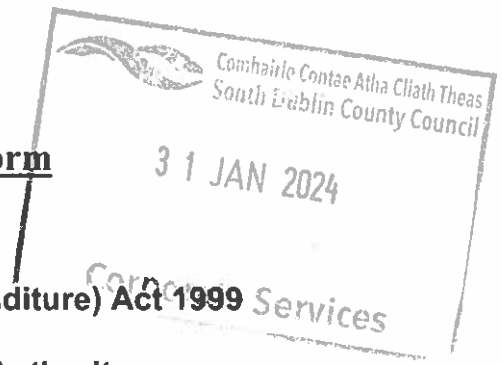 Comhairle Contae Átha Cliath Theas
South Dublin County Council
orm
31 JAN 2024
diture) Act 1999
Services